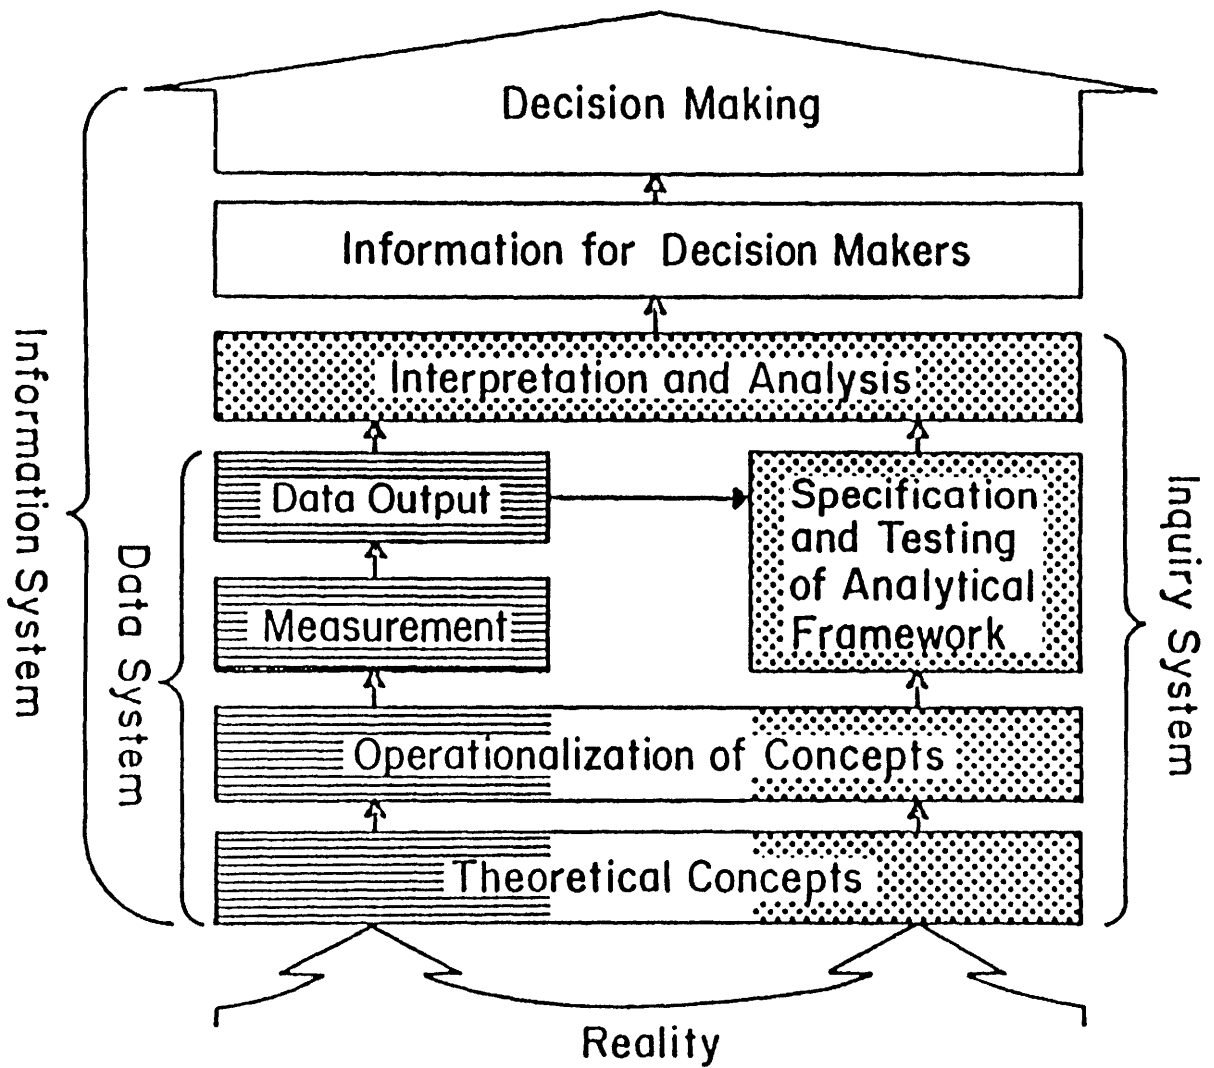 Decision Making
Information for Decision Makers
Interpretation and Analysis
Data Output
Specification
and Testing
of Analytical
Framework
Measurement
Operationalization of Concepts
Theoretical Concepts
Reality
Information System
Data System
Inquiry System